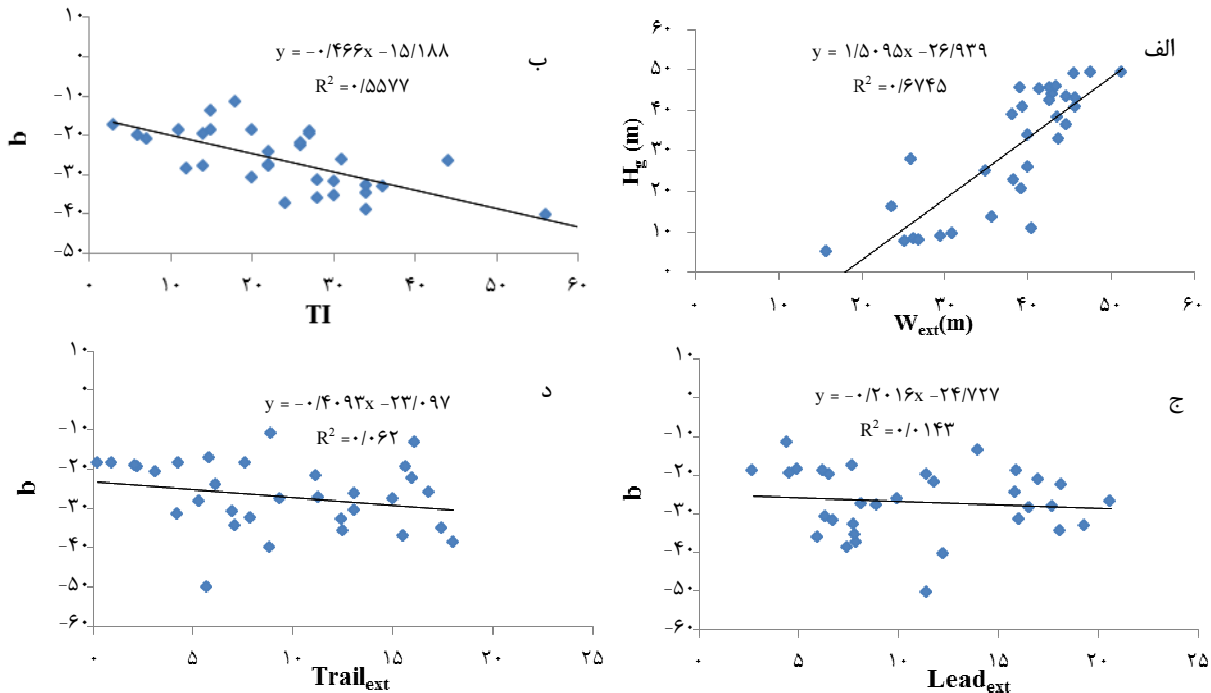 الف
y = ۱/۵۰۹۵x −۲۶/۹۳۹
R² =۰/۶۷۴۵
H_g (m)
۶۰
۵۰
۴۰
۳۰
۲۰
۱۰
۰
۰ ۱۰ ۲۰ ۳۰ ۴۰ ۵۰ ۶۰
W_ext(m)
ب
y = −۰/۴۶۶x −۱۵/۱۸۸
R² =۰/۵۵۷۷
b
۱۰
۰
−۱۰
−۲۰
−۳۰
−۴۰
−۵۰
۰ ۱۰ ۲۰ ۳۰ ۴۰ ۵۰ ۶۰
TI
ج
y = −۰/۲۰۱۶x −۲۴/۷۲۷
R² =۰/۰۱۴۳
b
۱۰
۰
−۱۰
−۲۰
−۳۰
−۴۰
−۵۰
−۶۰
۰ ۵ ۱۰ ۱۵ ۲۰ ۲۵
Lead_ext
د
y = −۰/۴۰۹۳x −۲۳/۰۹۷
R² =۰/۰۶۲
b
۱۰
۰
−۱۰
−۲۰
−۳۰
−۴۰
−۵۰
−۶۰
۰ ۵ ۱۰ ۱۵ ۲۰ ۲۵
Trail_ext